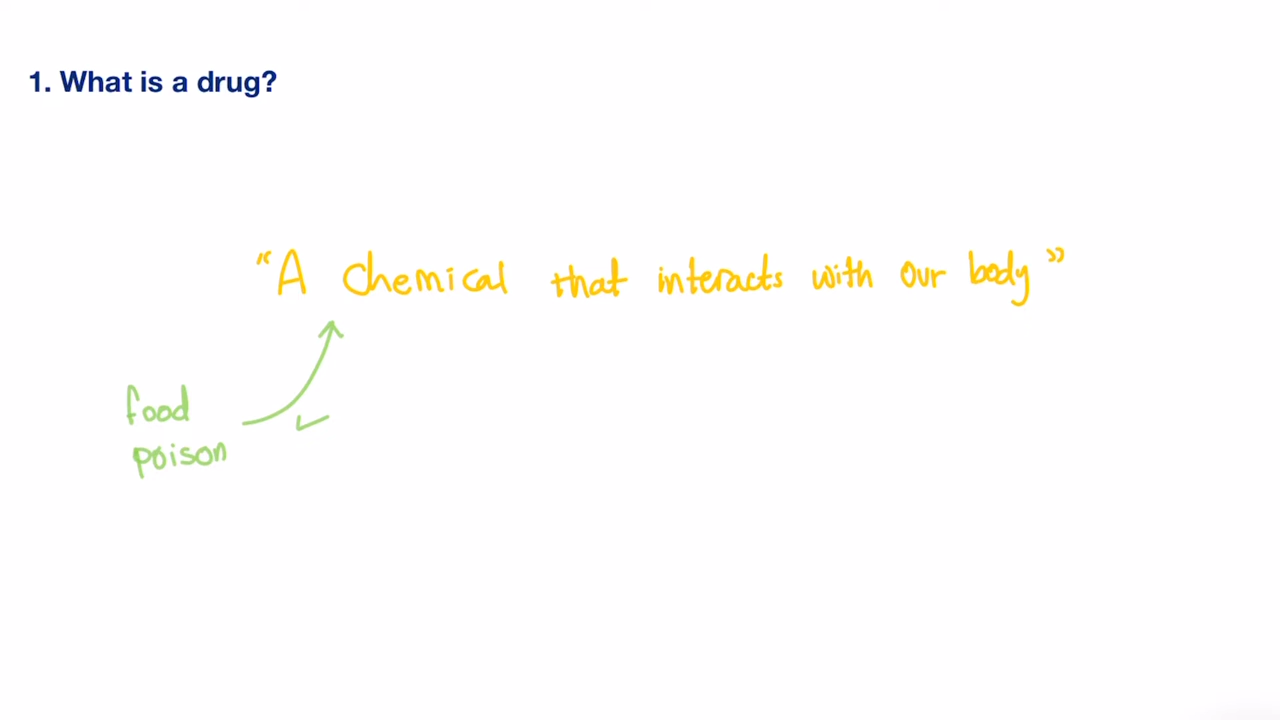 1. What is a drug?
“A chemical that interacts with our body”
food
poison